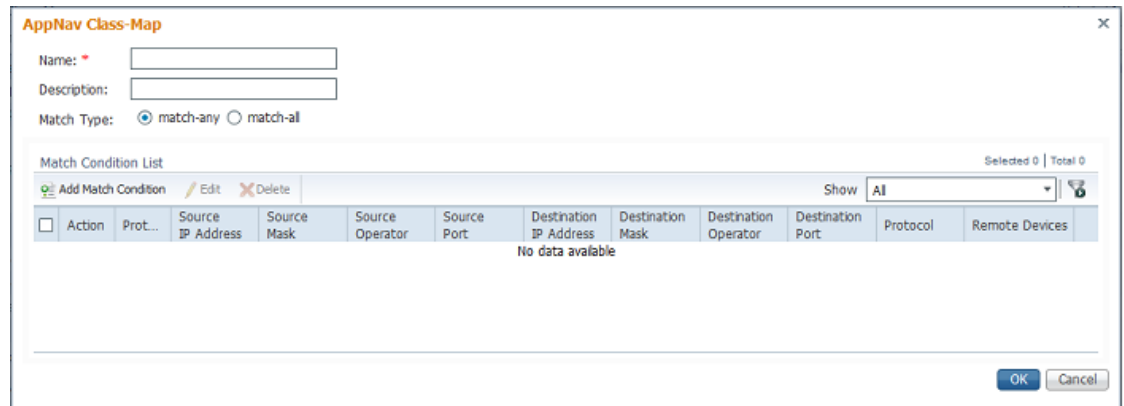 AppNav Class-Map
Name: *
Description:
Match Type: match-any match-all
Match Condition List Selected 0 | Total 0
Add Match Condition Edit Delete Show All
Action Prot... Source IP Address Source Mask Source Operator Source Port Destination IP Address Destination Mask Destination Operator Destination Port Protocol Remote Devices
No data available
OK Cancel